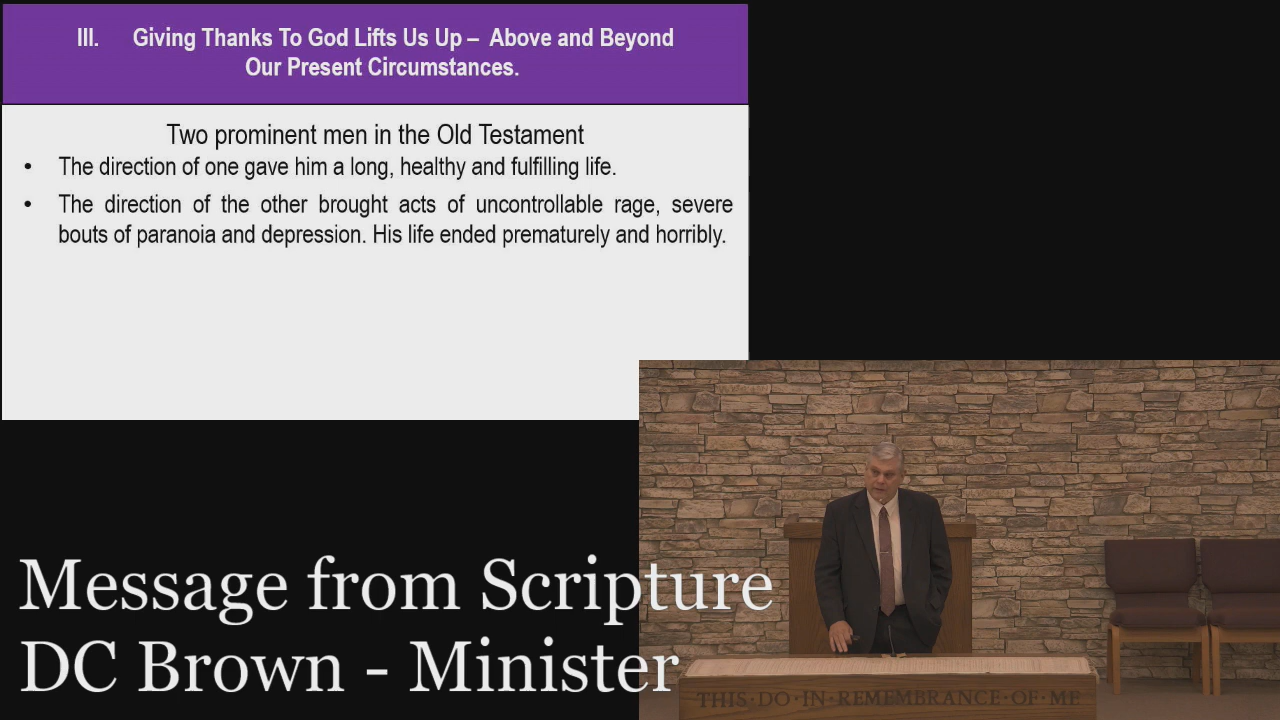 III. Giving Thanks To God Lifts Us Up – Above and Beyond
Our Present Circumstances.
Two prominent men in the Old Testament
• The direction of one gave him a long, healthy and fulfilling life.
• The direction of the other brought acts of uncontrollable rage, severe
bouts of paranoia and depression. His life ended prematurely and horribly.
Message from Scripture
DC Brown - Minister
THIS·DO·IN·REMEMBRANCE·OF·ME